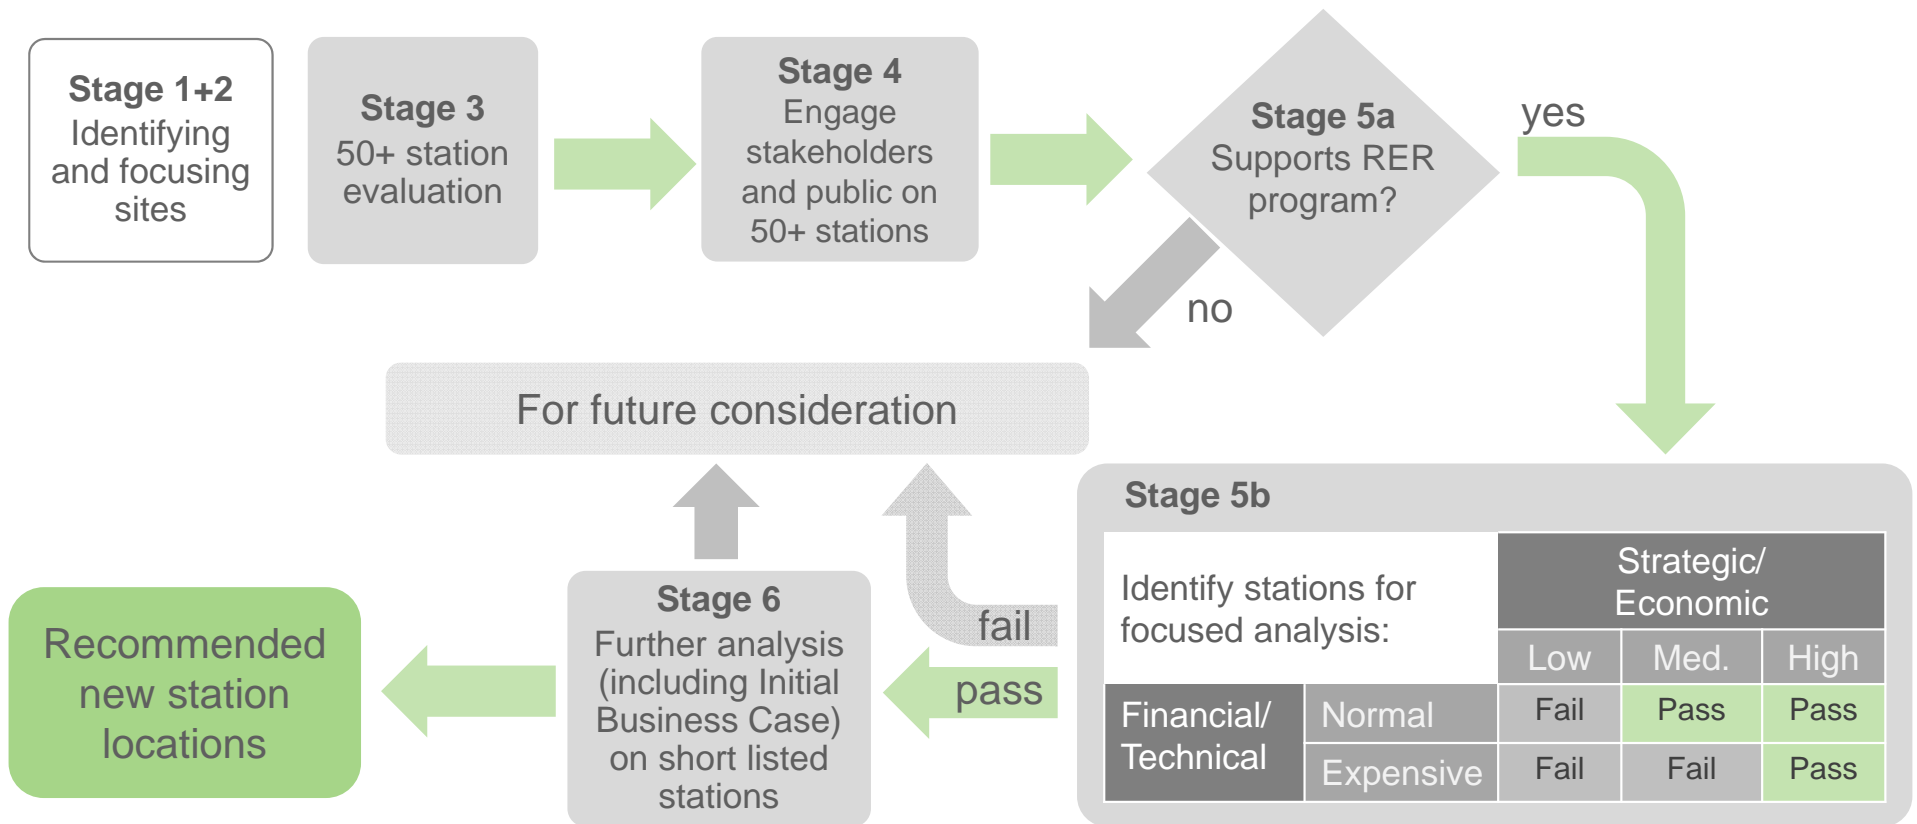 Stage 1+2
Identifying
and focusing
sites
Stage 3
50+ station
evaluation
Stage 4
Engage
stakeholders
and public on
50+ stations
Stage 5a
Supports RER
program?
yes
no
For future consideration
Stage 5b
Identify stations for
focused analysis:
Strategic/
Economic
Low Med. High
Financial/
Technical
Normal Fail Pass Pass
Expensive Fail Fail Pass
fail
pass
Stage 6
Further analysis
(including Initial
Business Case)
on short listed
stations
Recommended
new station
locations